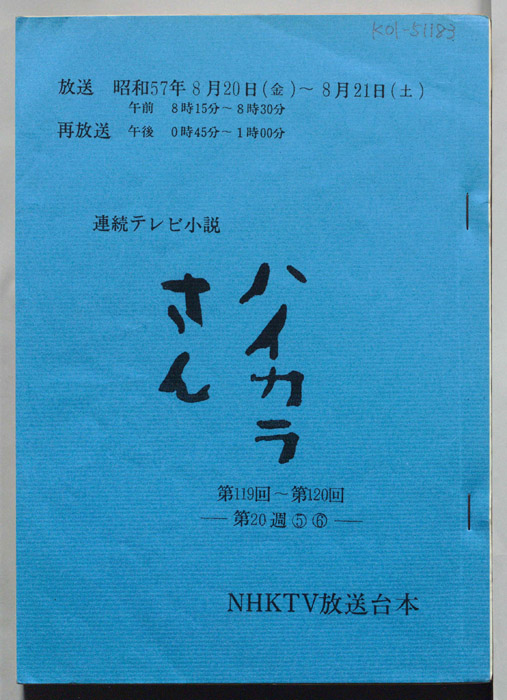 K01-51183
放送 昭和57年8月20日(金)～8月21日(土)
午前 8時15分～8時30分
再放送 午後 0時45分～1時00分
連続テレビ小説
ハイカラ
さん
第119回～第120回
― 第20週⑤⑥ ―
NHKTV放送台本